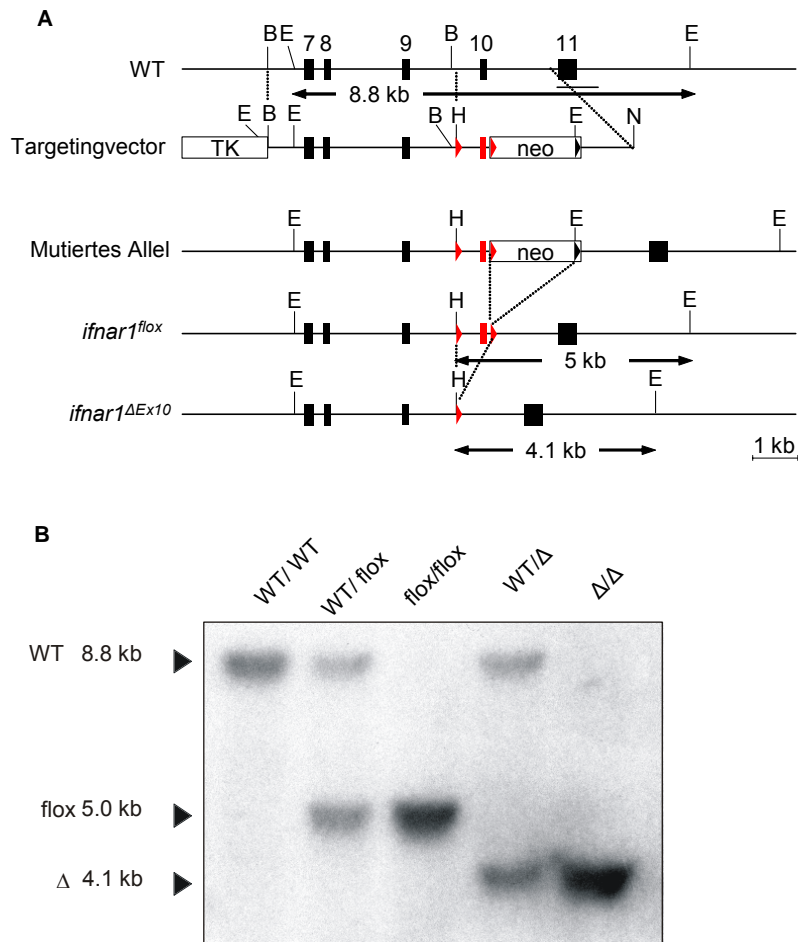 A
B E 7 8 9 B 10 11 E
WT
8.8 kb
E B E B H E N
Targetingvector TK neo
E H E E
Mutiertes Allel neo
E H E
ifnar1flox
5 kb
E H E
ifnar1ΔEx10
4.1 kb
1 kb
B
WT/ WT WT/ flox flox/flox WT/Δ Δ/Δ
WT 8.8 kb
flox 5.0 kb
Δ 4.1 kb